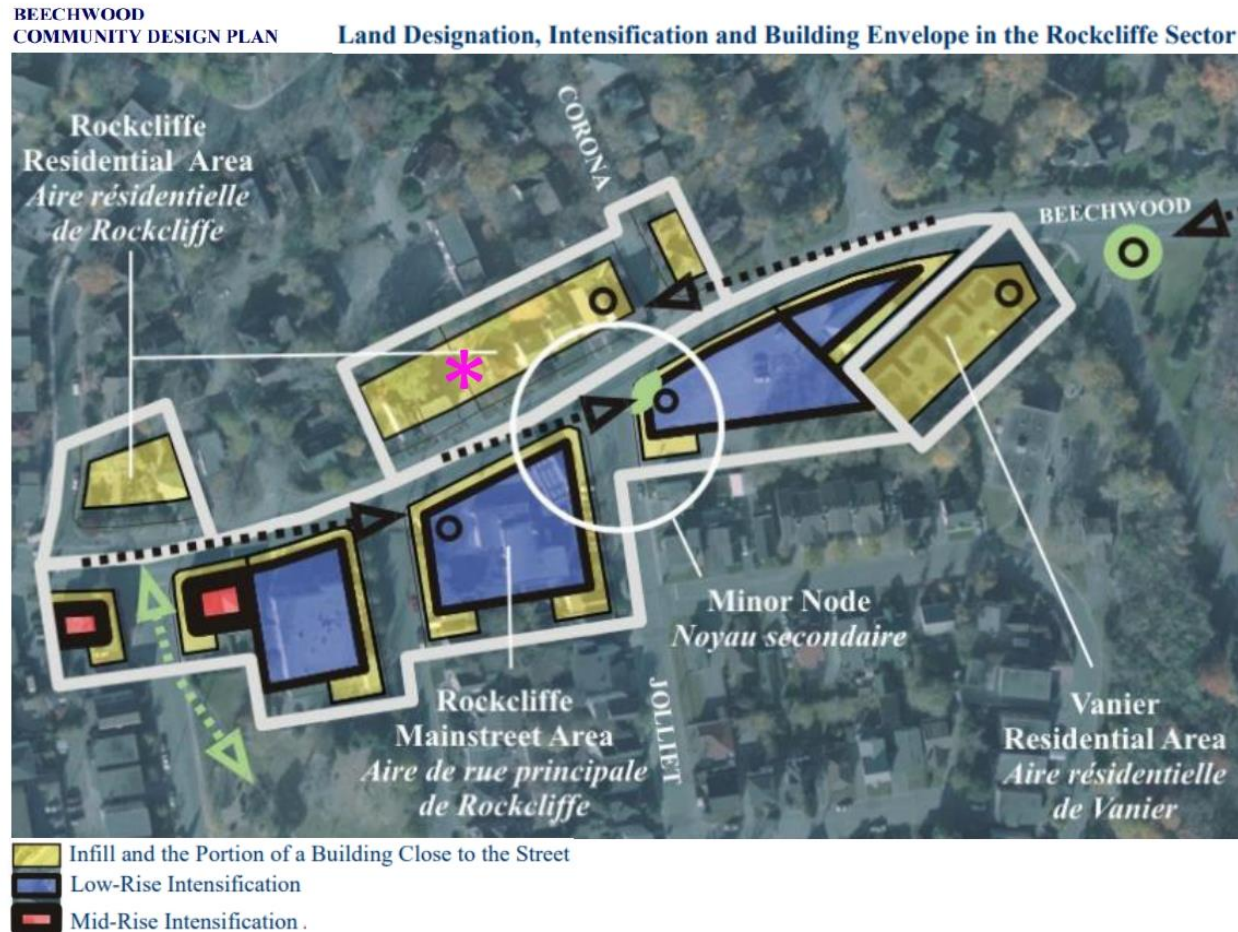 BEECHWOOD
COMMUNITY DESIGN PLAN
Land Designation, Intensification and Building Envelope in the Rockcliffe Sector
CORONA
Rockcliffe
Residential Area
Aire résidentielle
de Rockcliffe
BEECHWOOD
*
Minor Node
Noyau secondaire
Rockcliffe
Mainstreet Area
Aire de rue principale
de Rockcliffe
JOLLIET
Vanier
Residential Area
Aire résidentielle
de Vanier
Infill and the Portion of a Building Close to the Street
Low-Rise Intensification
Mid-Rise Intensification .